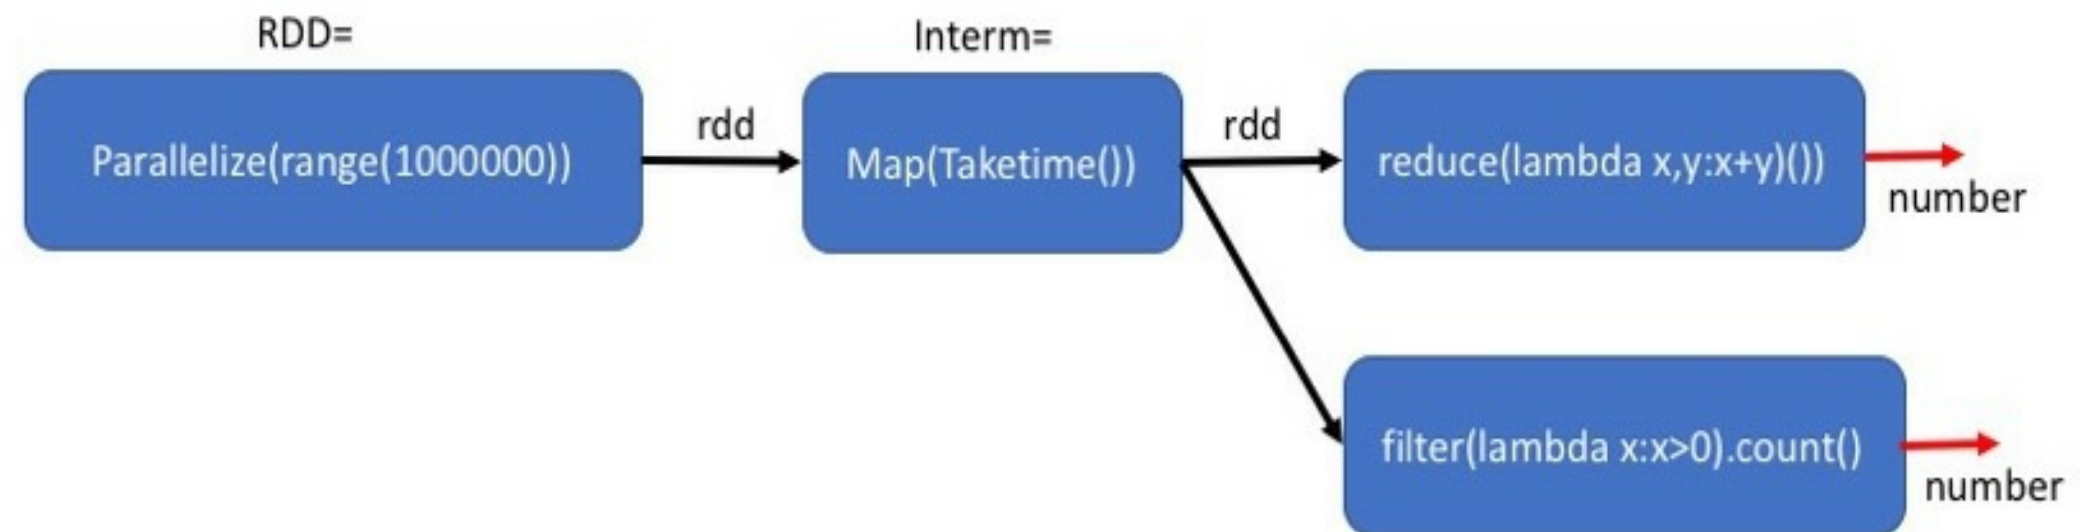 RDD=
Interm=
Parallelize(range(1000000))
rdd
Map(Taketime())
rdd
reduce(lambda x,y:x+y)())
number
filter(lambda x:x>0).count()
number